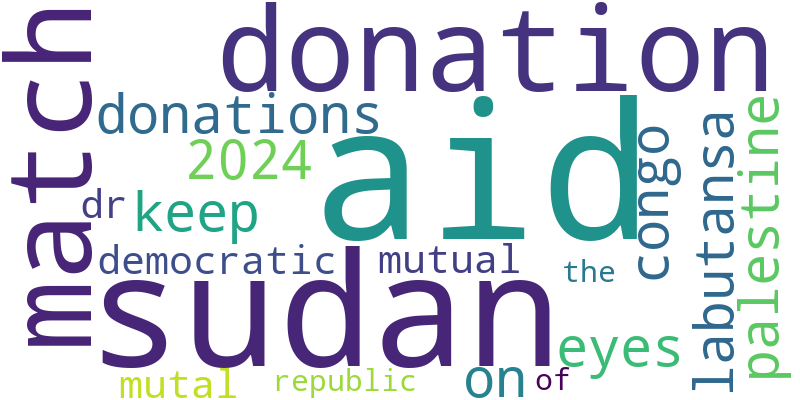 match
donation
donations
aid
2024
dr
keep
congo
labutansa
palestine
democratic
mutual
the
sudan
eyes
mutal
republic
on
of